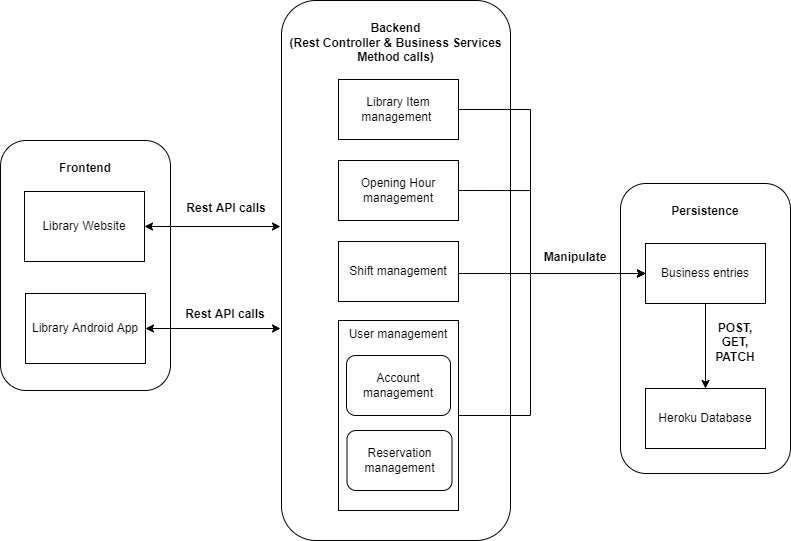 Backend
(Rest Controller & Business Services
Method calls)
Library Item
management
Opening Hour
management
Shift management
User management
Account
management
Reservation
management
Frontend
Library Website
Library Android App
Rest API calls
Rest API calls
Manipulate
Persistence
Business entries
POST,
GET,
PATCH
Heroku Database